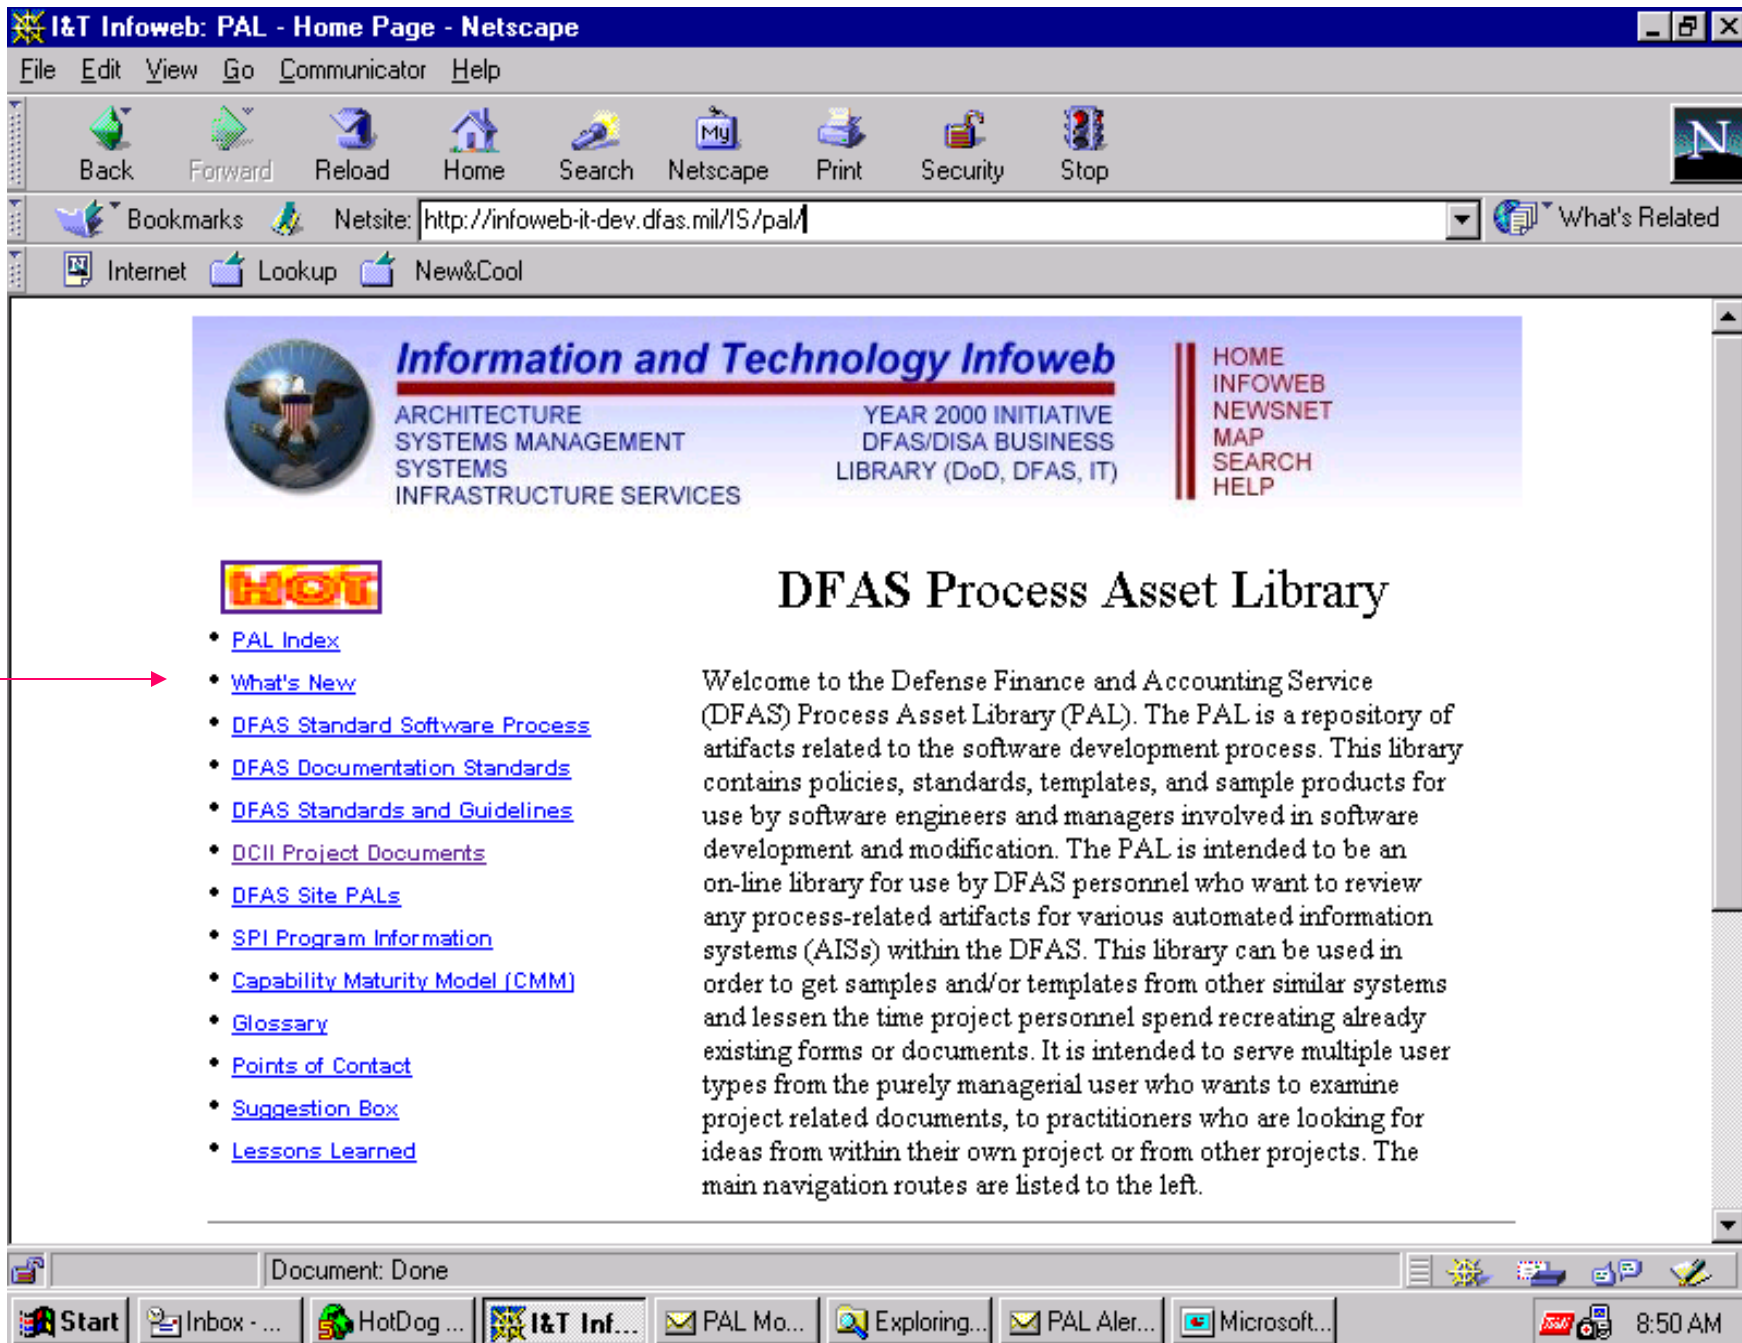 I&T Infoweb: PAL - Home Page - Netscape
File Edit View Go Communicator Help
Back Forward Reload Home Search Netscape Print Security Stop
My
N
Bookmarks Netsite: http://infoweb-it-dev.dfas.mil/IS/pal/ What's Related
Internet Lookup New&Cool
Information and Technology Infoweb
ARCHITECTURE
SYSTEMS MANAGEMENT
SYSTEMS
INFRASTRUCTURE SERVICES
YEAR 2000 INITIATIVE
DFAS/DISA BUSINESS
LIBRARY (DoD, DFAS, IT)
HOME
INFOWEB
NEWSNET
MAP
SEARCH
HELP
HOT
• PAL Index
• What's New
• DFAS Standard Software Process
• DFAS Documentation Standards
• DFAS Standards and Guidelines
• DCII Project Documents
• DFAS Site PALs
• SPI Program Information
• Capability Maturity Model (CMM)
• Glossary
• Points of Contact
• Suggestion Box
• Lessons Learned
DFAS Process Asset Library
Welcome to the Defense Finance and Accounting Service
(DFAS) Process Asset Library (PAL). The PAL is a repository of
artifacts related to the software development process. This library
contains policies, standards, templates, and sample products for
use by software engineers and managers involved in software
development and modification. The PAL is intended to be an
on-line library for use by DFAS personnel who want to review
any process-related artifacts for various automated information
systems (AISs) within the DFAS. This library can be used in
order to get samples and/or templates from other similar systems
and lessen the time project personnel spend recreating already
existing forms or documents. It is intended to serve multiple user
types from the purely managerial user who wants to examine
project related documents, to practitioners who are looking for
ideas from within their own project or from other projects. The
main navigation routes are listed to the left.
Document: Done
Start Inbox - ... HotDog ... I&T Inf... PAL Mo... Exploring... PAL Aler... Microsoft... 8:50 AM